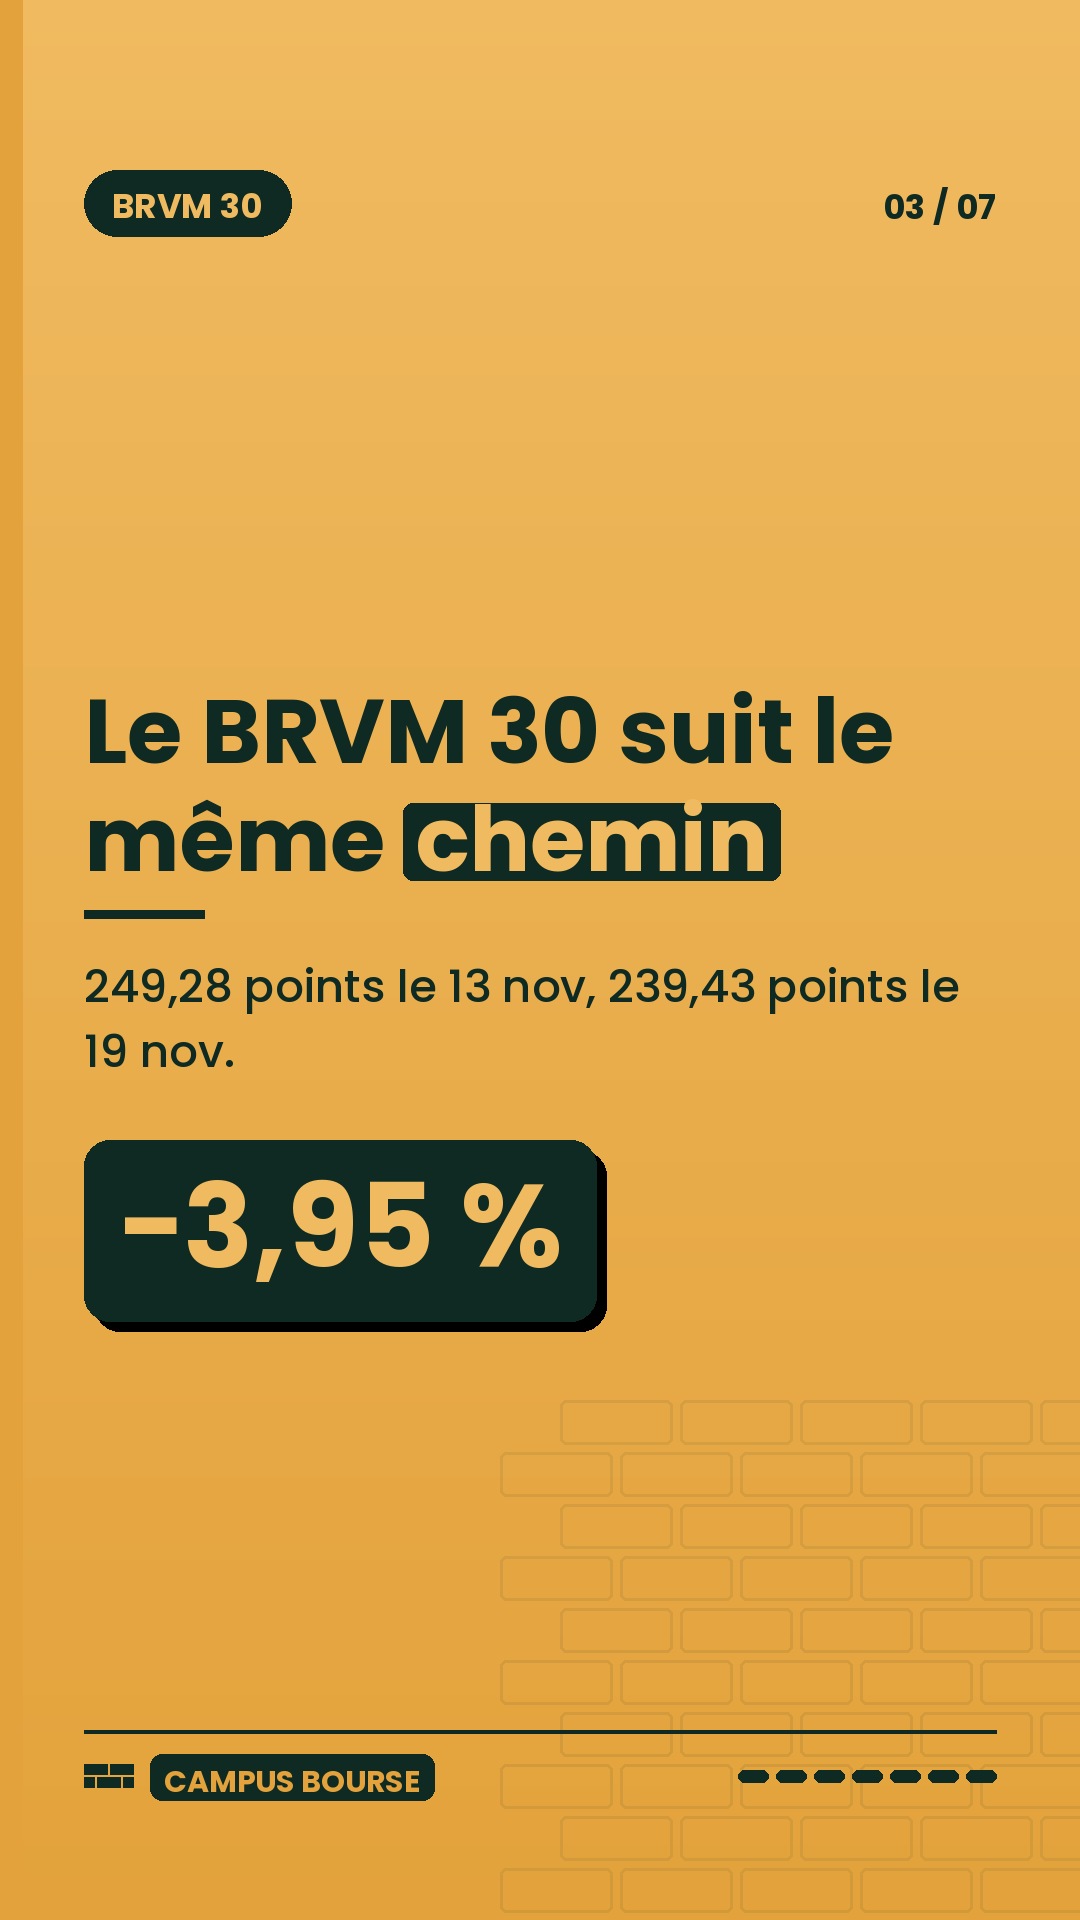 BRVM 30
03 / 07
Le BRVM 30 suit le
même chemin
249,28 points le 13 nov, 239,43 points le
19 nov.
-3,95 %
CAMPUS BOURSE